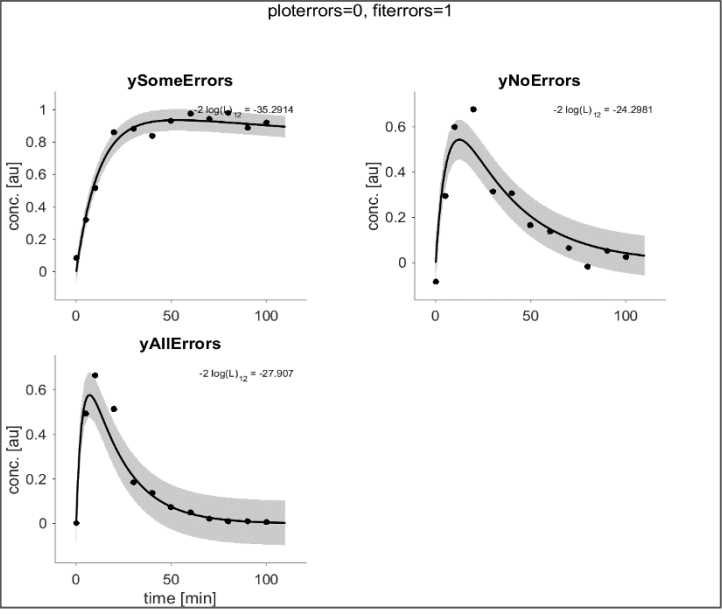 ploterrors=0, fiterrors=1
ySomeErrors
-2 log(L)_12 = -35.2914
conc. [au]
1
0.8
0.6
0.4
0.2
0
0
50
100
yNoErrors
-2 log(L)_12 = -24.2981
conc. [au]
0.6
0.4
0.2
0
0
50
100
yAllErrors
-2 log(L)_12 = -27.907
conc. [au]
0.6
0.4
0.2
0
0
50
100
time [min]